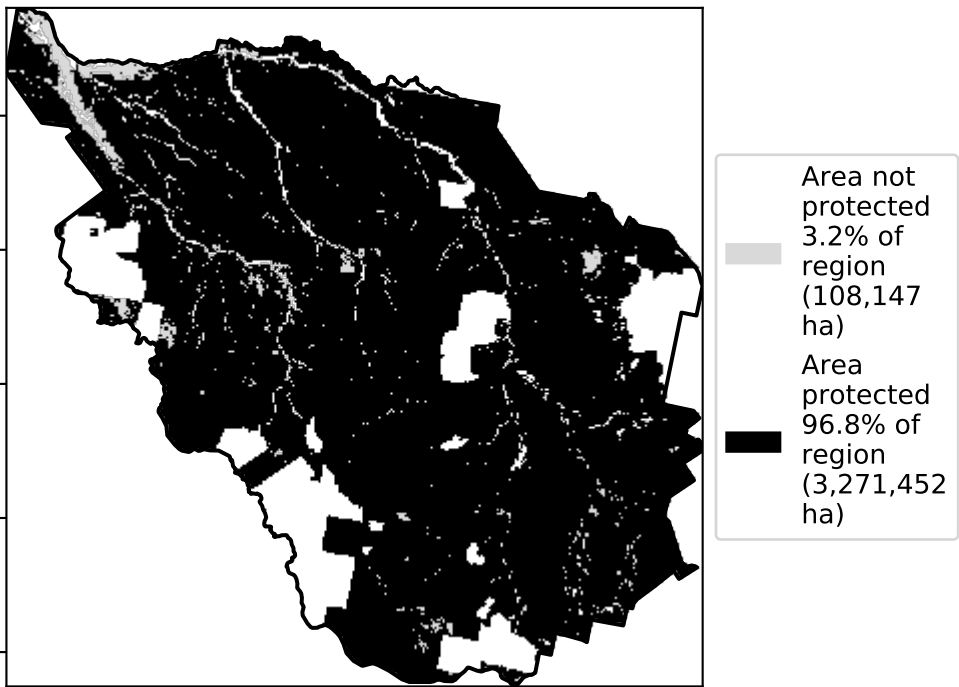 Area not
protected
3.2% of
region
(108,147
ha)
Area
protected
96.8% of
region
(3,271,452
ha)